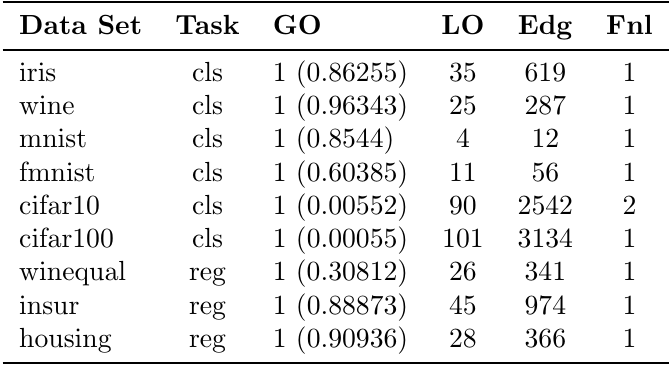 Data Set Task GO LO Edg Fnl
iris cls 1 (0.86255) 35 619 1
wine cls 1 (0.96343) 25 287 1
mnist cls 1 (0.8544) 4 12 1
fmnist cls 1 (0.60385) 11 56 1
cifar10 cls 1 (0.00552) 90 2542 2
cifar100 cls 1 (0.00055) 101 3134 1
winequal reg 1 (0.30812) 26 341 1
insur reg 1 (0.88873) 45 974 1
housing reg 1 (0.90936) 28 366 1